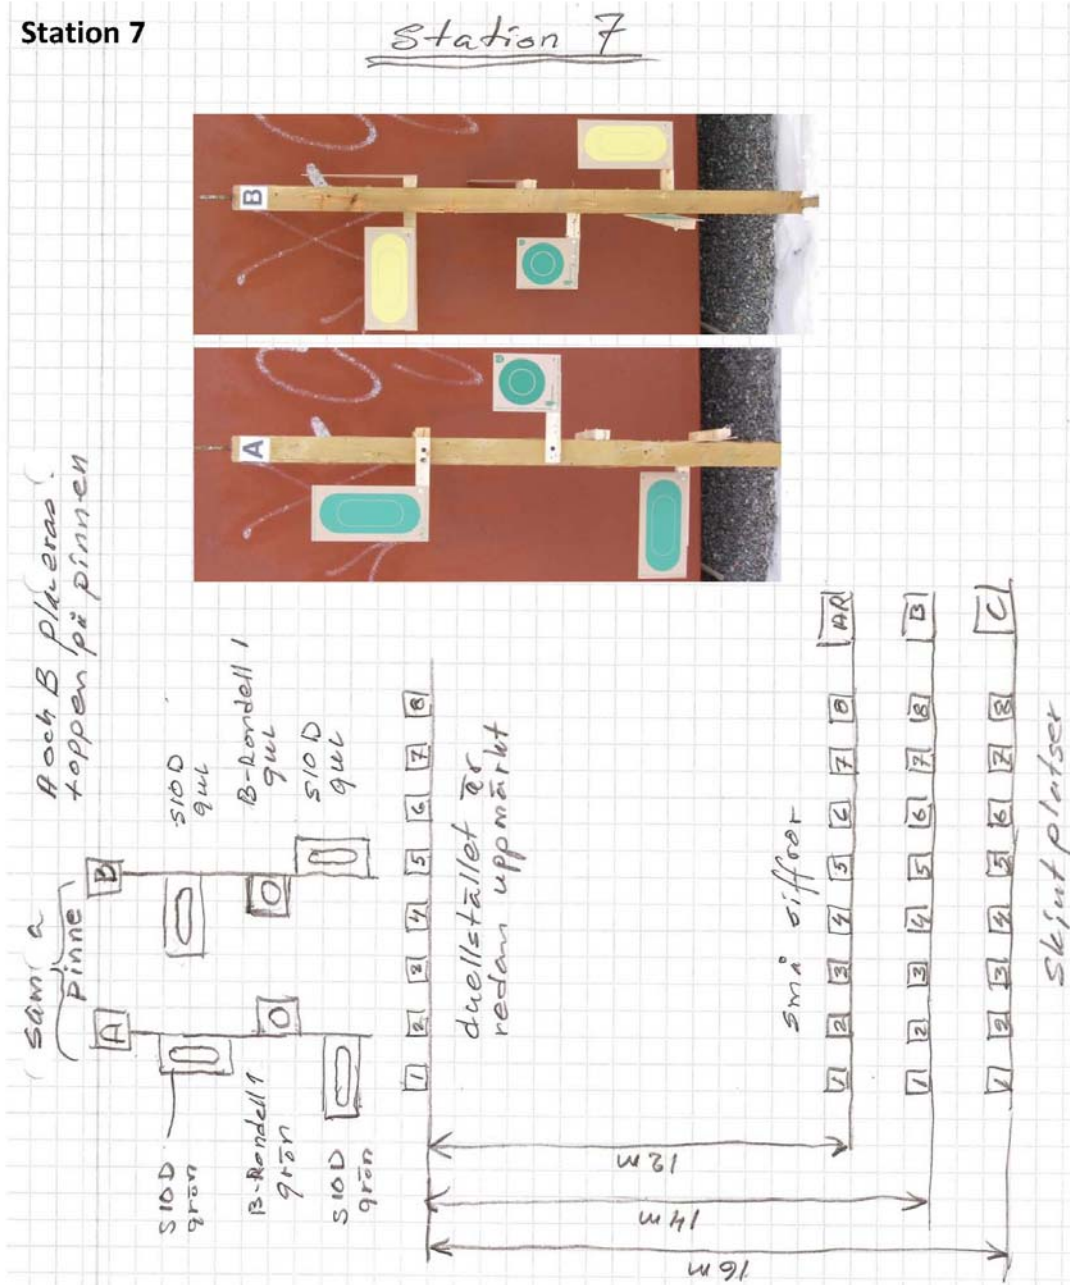 Station 7
Station 7
B
A
A och B placeras
toppen på pinnen
samma
pinne
A
B
S10D
gul
B-Rondell 1
gul
S10D
gul
S10D
grön
B-Rondell 1
grön
S10D
grön
1 2 3 4 5 6 7 8
duellstället är
redan uppmärkt
små siffror
1 2 3 4 5 6 7 8 AR
1 2 3 4 5 6 7 8 B
1 2 3 4 5 6 7 8 C
Skjutplatser
12 m
14 m
16 m